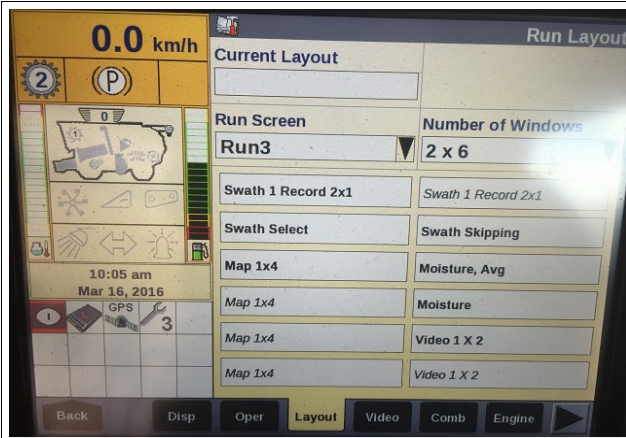 0.0 km/h
Run Layout
Current Layout
2
P
0
Run Screen
Number of Windows
Run3
2 x 6
Swath 1 Record 2x1
Swath 1 Record 2x1
Swath Select
Swath Skipping
Map 1x4
Moisture, Avg
Map 1x4
Moisture
Map 1x4
Video 1 X 2
Map 1x4
Video 1 X 2
10:05 am
Mar 16, 2016
GPS
3
Back
Disp
Oper
Layout
Video
Comb
Engine